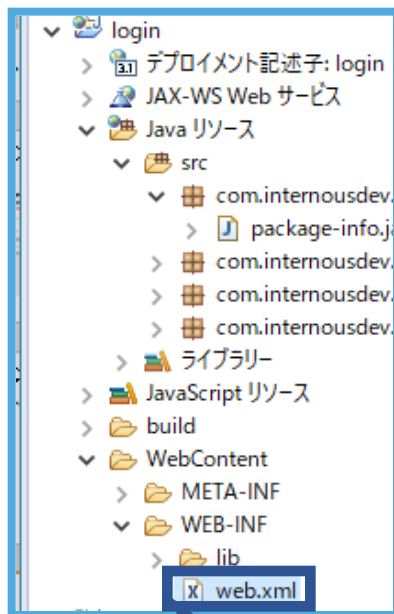 login
3.1 デプロイメント記述子: login
JAX-WS Web サービス
Java リソース
src
com.internousdev.
J package-info.ja
com.internousdev.
com.internousdev.
com.internousdev.
ライブラリー
JavaScript リソース
build
WebContent
META-INF
WEB-INF
lib
X web.xml